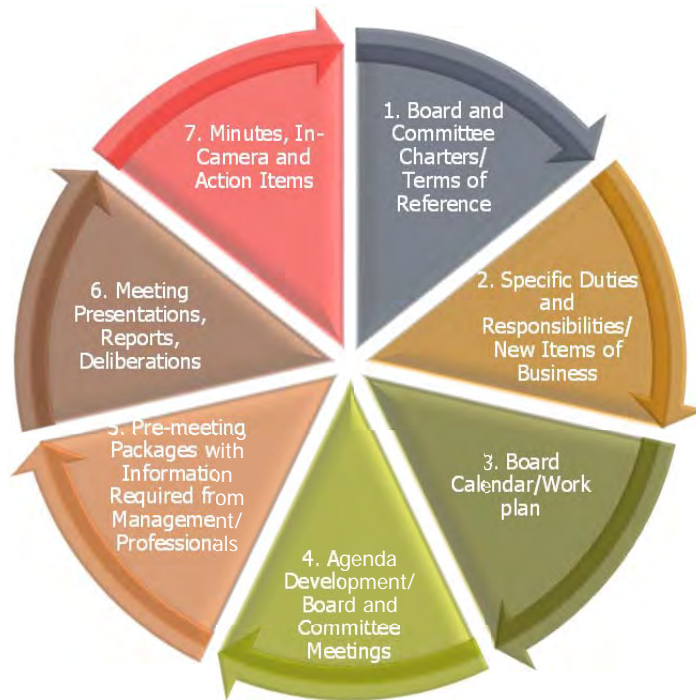 1. Board and
Committee
Charters/
Terms of
Reference
2. Specific Duties
and
Responsibilities/
New Items of
Business
3. Board
Calendar/Work
plan
4. Agenda
Development/
Board and
Committee
Meetings
5. Pre-meeting
Packages with
Information
Required from
Management/
Professionals
6. Meeting
Presentations,
Reports,
Deliberations
7. Minutes, In-
Camera and
Action Items